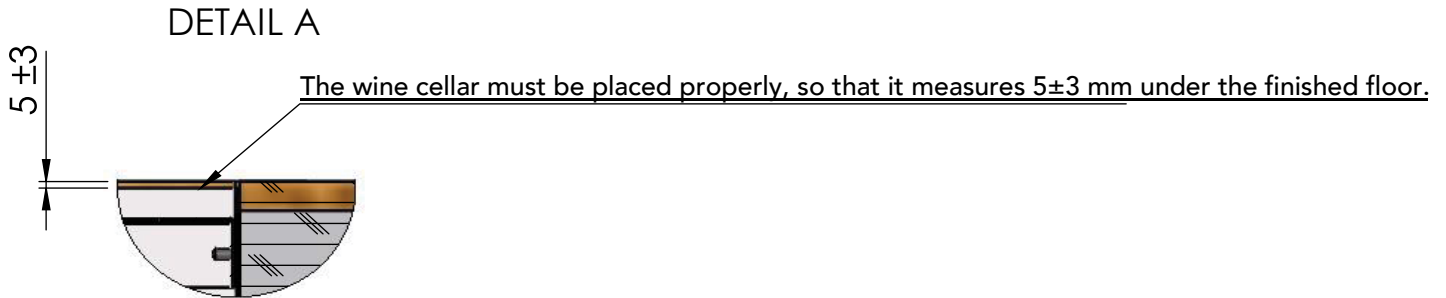 DETAIL A
5 ±3
The wine cellar must be placed properly, so that it measures 5±3 mm under the finished floor.